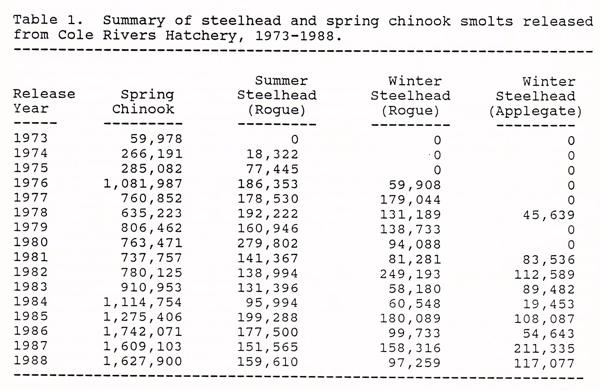 Table 1. Summary of steelhead and spring chinook smolts released
from Cole Rivers Hatchery, 1973-1988.
Summer Winter Winter
Release Spring Steelhead Steelhead Steelhead
Year Chinook (Rogue) (Rogue) (Applegate)
1973 59,978 0 0 0
1974 266,191 18,322 0 0
1975 285,082 77,445 0 0
1976 1,081,987 186,353 59,908 0
1977 760,852 178,530 179,044 0
1978 635,223 192,222 131,189 45,639
1979 806,462 160,946 138,733 0
1980 763,471 279,802 94,088 0
1981 737,757 141,367 81,281 83,536
1982 780,125 138,994 249,193 112,589
1983 910,953 131,396 58,180 89,482
1984 1,114,754 95,994 60,548 19,453
1985 1,275,406 199,288 180,089 108,087
1986 1,742,071 177,500 99,733 54,643
1987 1,609,103 151,565 158,316 211,335
1988 1,627,900 159,610 97,259 117,077